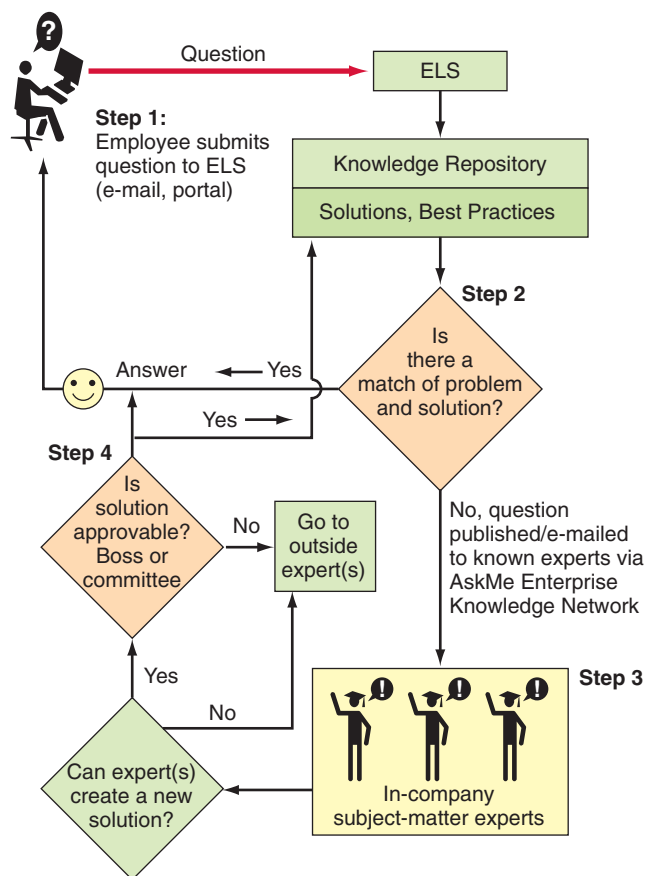 ?
Question
ELS
Step 1:
Employee submits
question to ELS
(e-mail, portal)
Knowledge Repository
Solutions, Best Practices
Step 2
Is
there a
match of problem
and solution?
Answer
Yes
Yes
Step 4
Is
solution
approvable?
Boss or
committee
No
Go to
outside
expert(s)
No, question
published/e-mailed
to known experts via
AskMe Enterprise
Knowledge Network
Step 3
! ! !
In-company
subject-matter experts
Yes
No
Can expert(s)
create a new
solution?